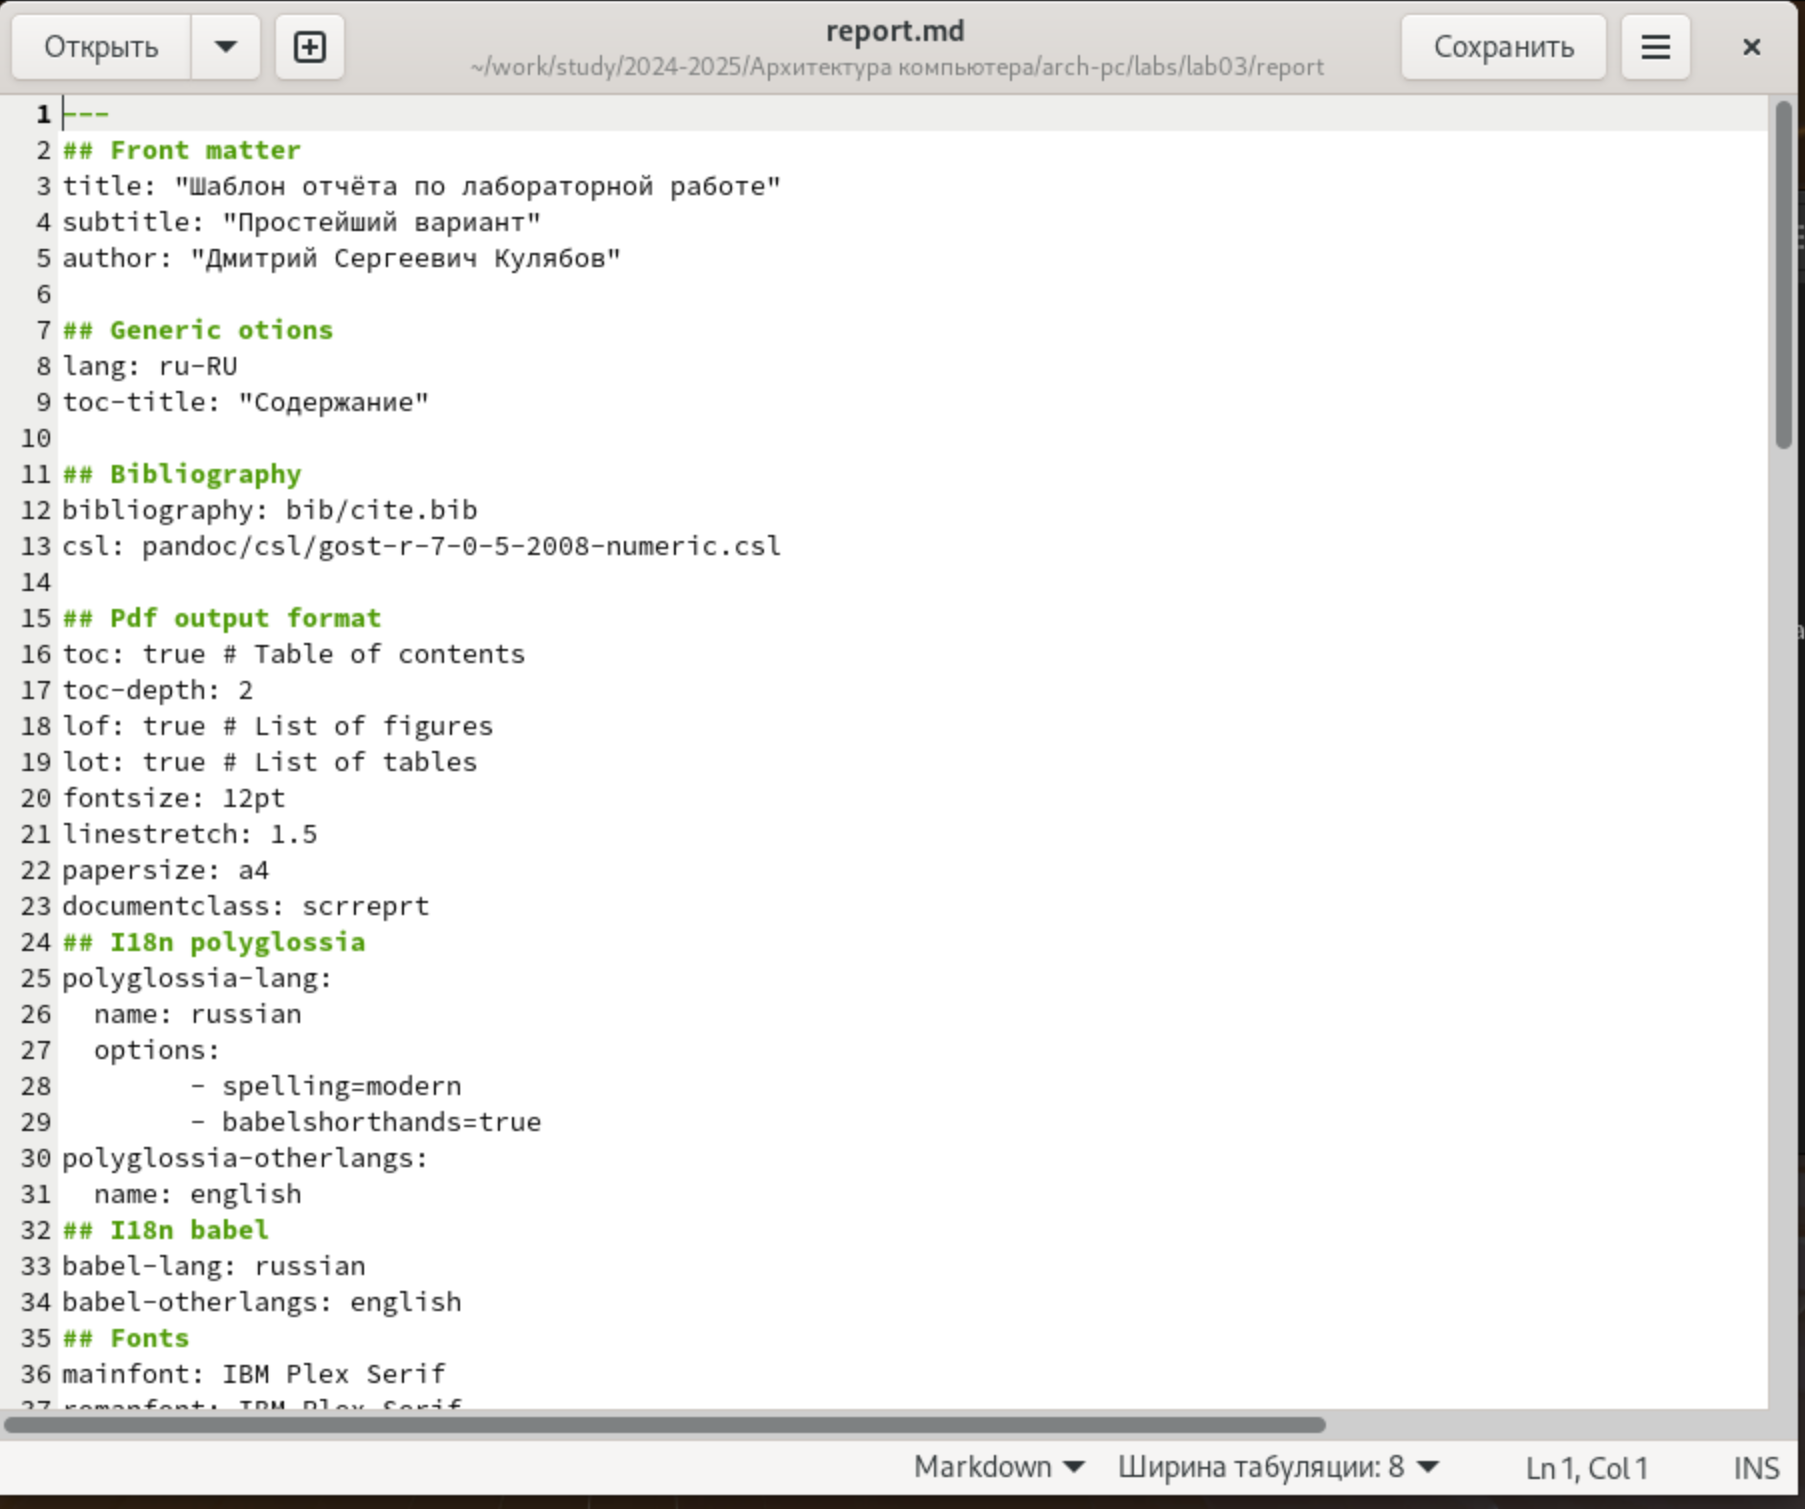 Открыть
report.md
~/work/study/2024-2025/Архитектура компьютера/arch-pc/labs/lab03/report
Сохранить
1 ---
2 ## Front matter
3 title: "Шаблон отчёта по лабораторной работе"
4 subtitle: "Простейший вариант"
5 author: "Дмитрий Сергеевич Кулябов"
6
7 ## Generic otions
8 lang: ru-RU
9 toc-title: "Содержание"
10
11 ## Bibliography
12 bibliography: bib/cite.bib
13 csl: pandoc/csl/gost-r-7-0-5-2008-numeric.csl
14
15 ## Pdf output format
16 toc: true # Table of contents
17 toc-depth: 2
18 lof: true # List of figures
19 lot: true # List of tables
20 fontsize: 12pt
21 linestretch: 1.5
22 papersize: a4
23 documentclass: scrreprt
24 ## I18n polyglossia
25 polyglossia-lang:
26   name: russian
27   options:
28         - spelling=modern
29         - babelshorthands=true
30 polyglossia-otherlangs:
31   name: english
32 ## I18n babel
33 babel-lang: russian
34 babel-otherlangs: english
35 ## Fonts
36 mainfont: IBM Plex Serif
37 romanfont: IBM Plex Serif
Markdown Ширина табуляции: 8 Ln 1, Col 1 INS